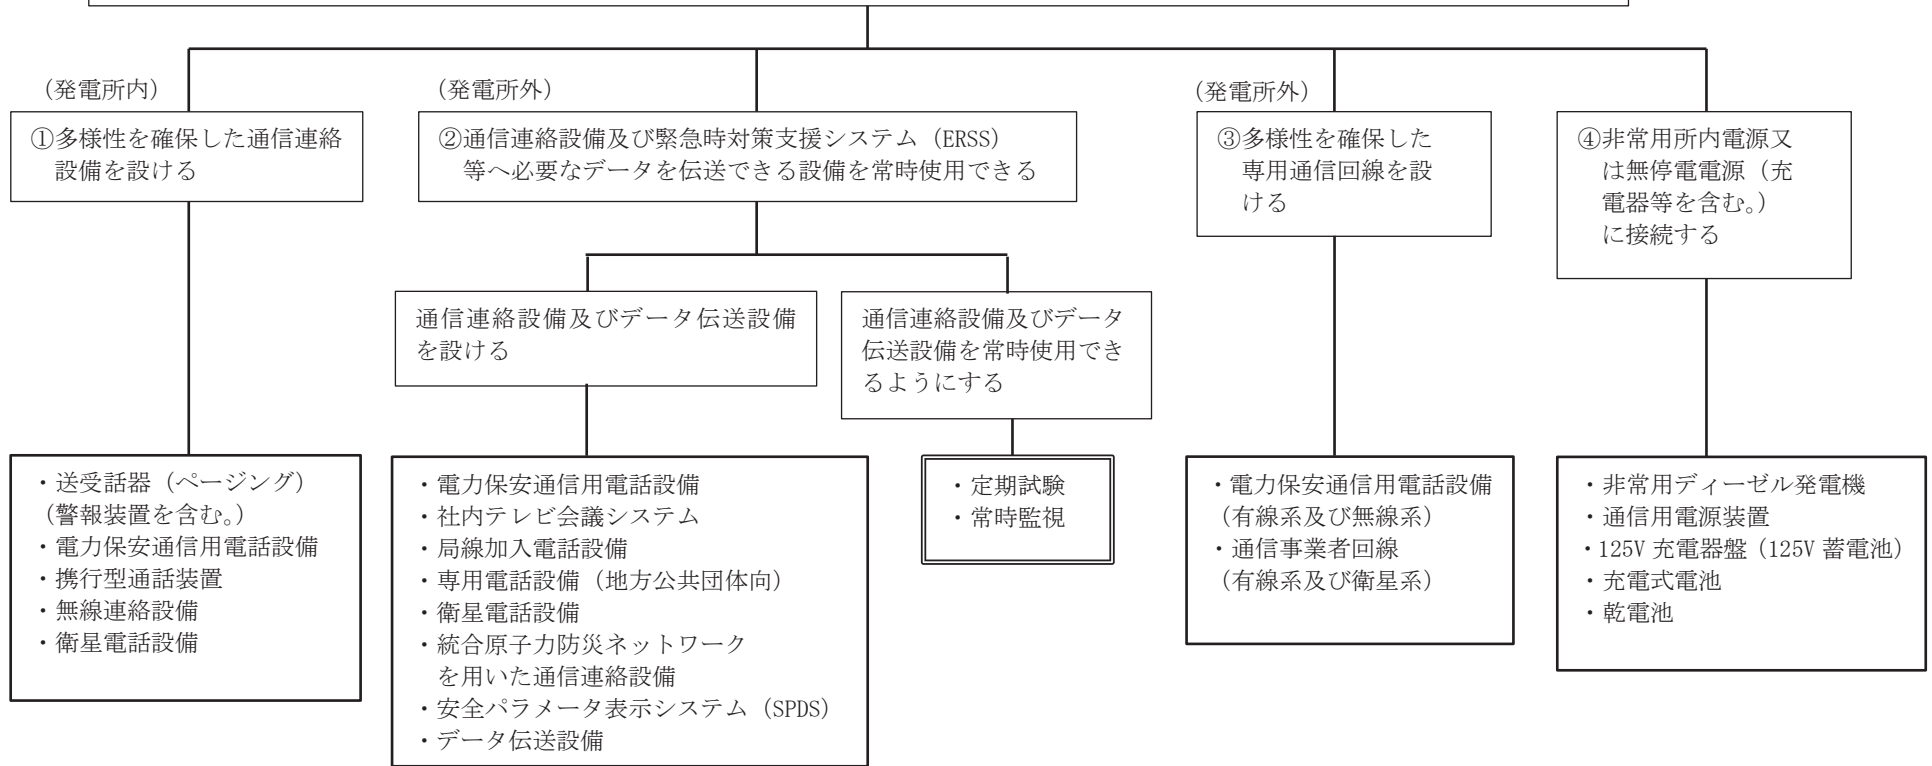 （発電所内）
①多様性を確保した通信連絡
設備を設ける
（発電所外）
②通信連絡設備及び緊急時対策支援システム（ERSS）
等へ必要なデータを伝送できる設備を常時使用できる
（発電所外）
③多様性を確保した
専用通信回線を設
ける
④非常用所内電源又
は無停電電源（充
電器等を含む。）
に接続する
通信連絡設備及びデータ伝送設備
を設ける
通信連絡設備及びデータ
伝送設備を常時使用でき
るようにする
・送受話器（ページング）
（警報装置を含む。）
・電力保安通信用電話設備
・携行型通話装置
・無線連絡設備
・衛星電話設備
・電力保安通信用電話設備
・社内テレビ会議システム
・局線加入電話設備
・専用電話設備（地方公共団体向）
・衛星電話設備
・統合原子力防災ネットワーク
を用いた通信連絡設備
・安全パラメータ表示システム（SPDS）
・データ伝送設備
・定期試験
・常時監視
・電力保安通信用電話設備
（有線系及び無線系）
・通信事業者回線
（有線系及び衛星系）
・非常用ディーゼル発電機
・通信用電源装置
・125V 充電器盤（125V 蓄電池）
・充電式電池
・乾電池